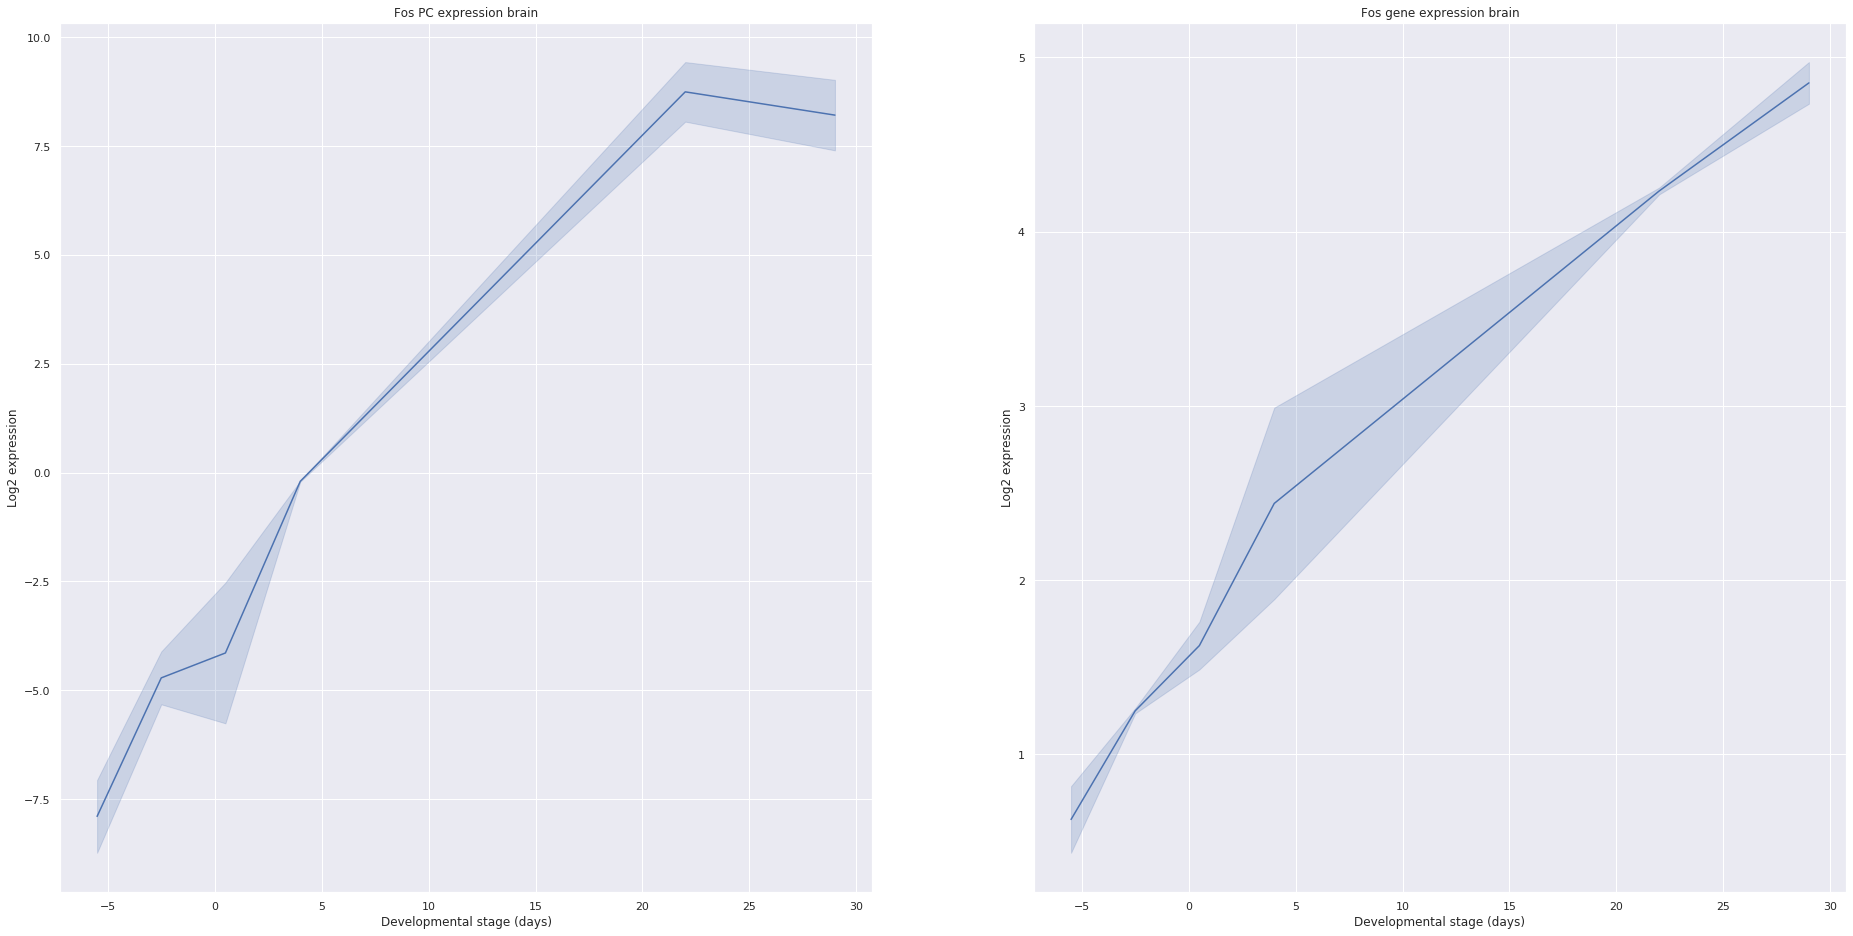 Fos PC expression brain
10.0
7.5
5.0
2.5
0.0
−2.5
−5.0
−7.5
Log2 expression
−5 0 5 10 15 20 25 30
Developmental stage (days)
Fos gene expression brain
5
4
3
2
1
Log2 expression
−5 0 5 10 15 20 25 30
Developmental stage (days)